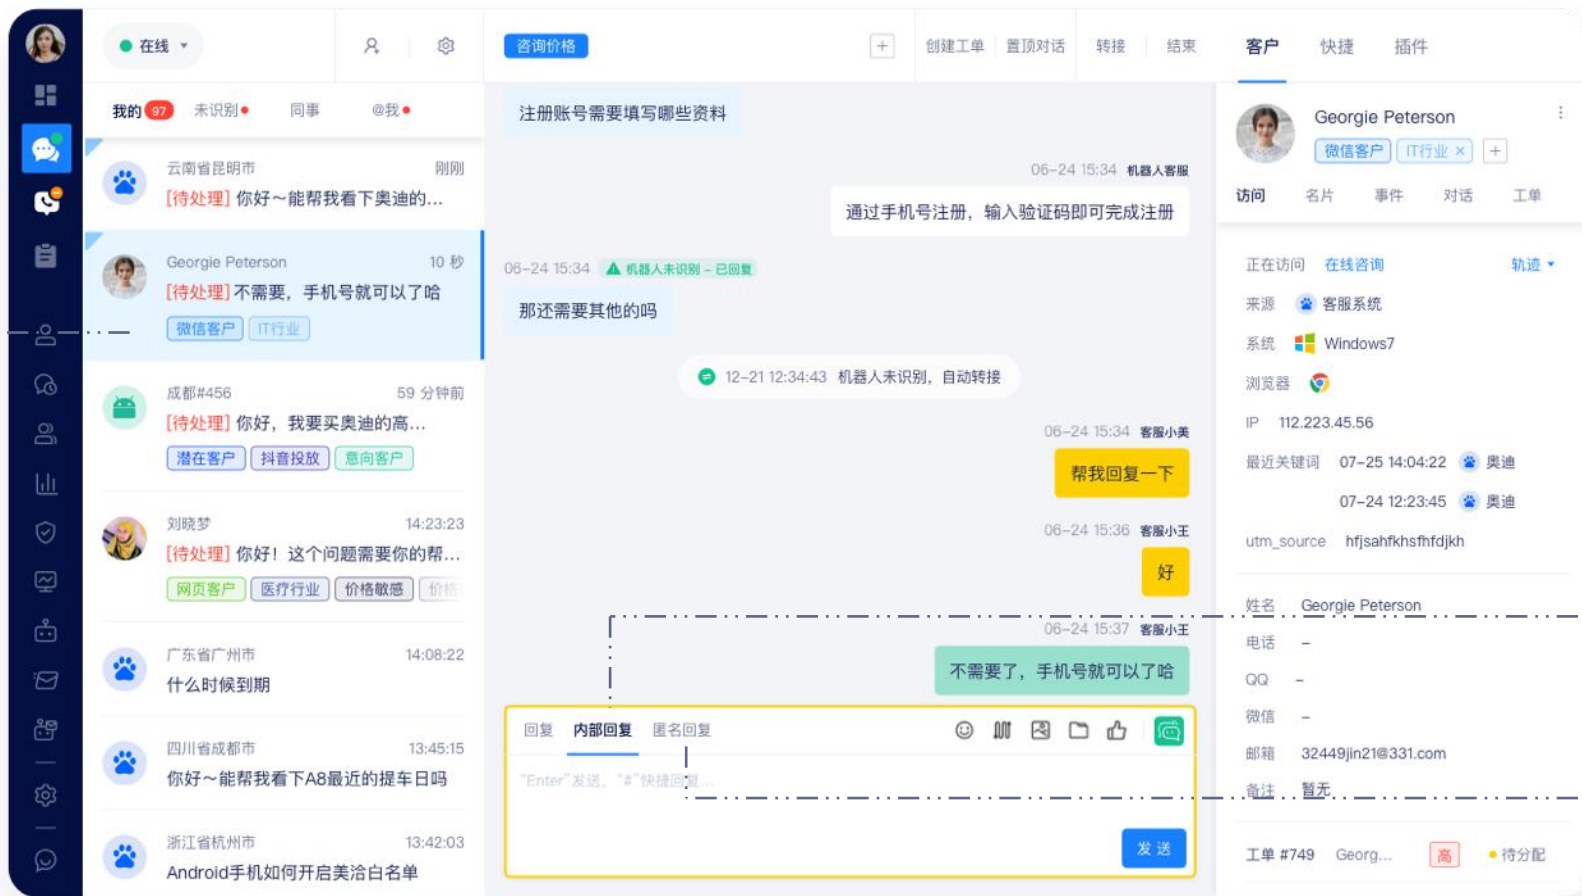 在线
咨询价格
创建工单
置顶对话
转接
结束
客户
快捷
插件
我的 97
未识别
同事
@我
云南省昆明市
刚刚
[待处理] 你好～能帮我看下奥迪的...
Georgie Peterson
10 秒
[待处理] 不需要，手机号就可以了哈
微信客户
IT行业
成都#456
59 分钟前
[待处理] 你好，我要买奥迪的高...
潜在客户
抖音投放
意向客户
刘晓梦
14:23:23
[待处理] 你好！这个问题需要你的帮...
网页客户
医疗行业
价格敏感
广东省广州市
14:08:22
什么时候到期
四川省成都市
13:45:15
你好～能帮我看下A8最近的提车日吗
浙江省杭州市
13:42:03
Android手机如何开启美洽白名单
注册账号需要填写哪些资料
06-24 15:34 机器人客服
通过手机号注册，输入验证码即可完成注册
06-24 15:34 机器人未识别 - 已回复
那还需要其他的吗
12-21 12:34:43 机器人未识别，自动转接
06-24 15:34 客服小美
帮我回复一下
06-24 15:36 客服小王
好
06-24 15:37 客服小王
不需要了，手机号就可以了哈
回复
内部回复
匿名回复
"Enter"发送，"#"快捷回复...
发送
Georgie Peterson
微信客户
IT行业 ×
访问
名片
事件
对话
工单
正在访问 在线咨询
轨迹
来源 客服系统
系统 Windows7
浏览器
IP 112.223.45.56
最近关键词 07-25 14:04:22 奥迪
07-24 12:23:45 奥迪
utm_source hfjsahfkhsfhfdjkh
姓名 Georgie Peterson
电话 -
QQ -
微信 -
邮箱 32449jin21@331.com
备注 暂无
工单 #749 Georg... 高 待分配